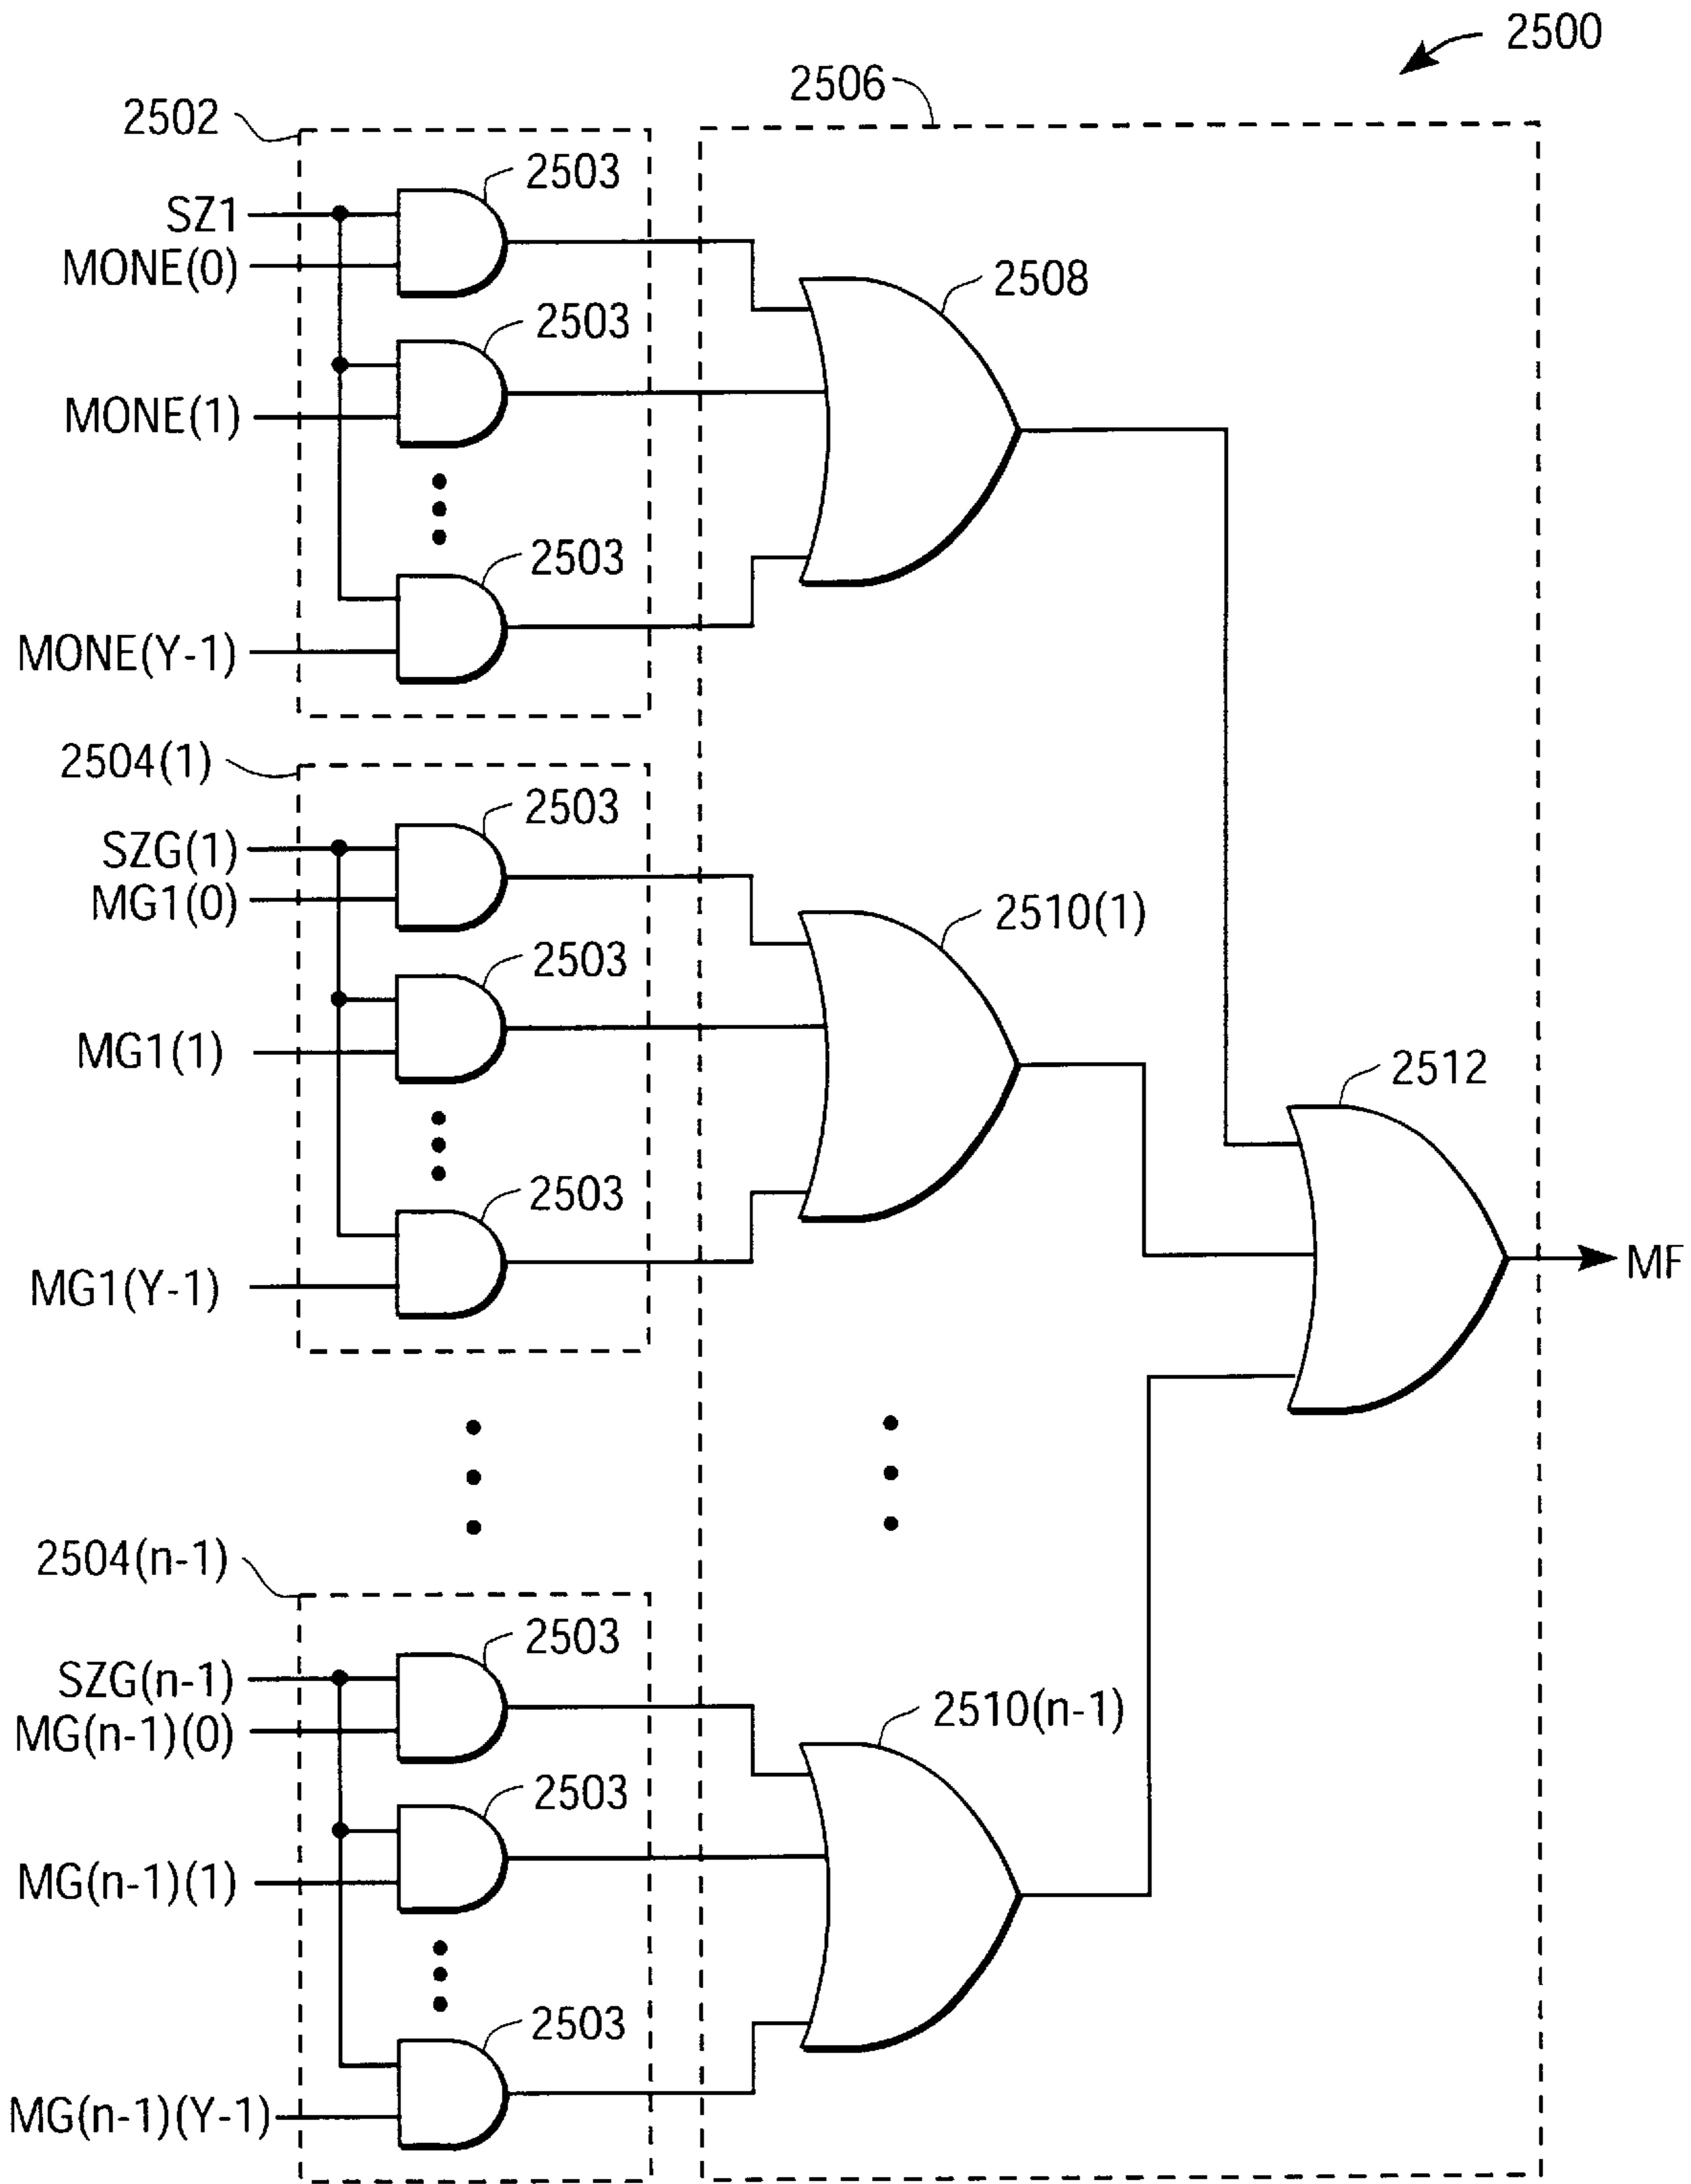 2500
2506
2502
2503
SZ1
MONE(0)
2508
2503
MONE(1)
2503
MONE(Y-1)
2504(1)
2503
SZG(1)
MG1(0)
2510(1)
2503
MG1(1)
2512
2503
MF
MG1(Y-1)
2504(n-1)
2503
SZG(n-1)
MG(n-1)(0)
2510(n-1)
2503
MG(n-1)(1)
2503
MG(n-1)(Y-1)